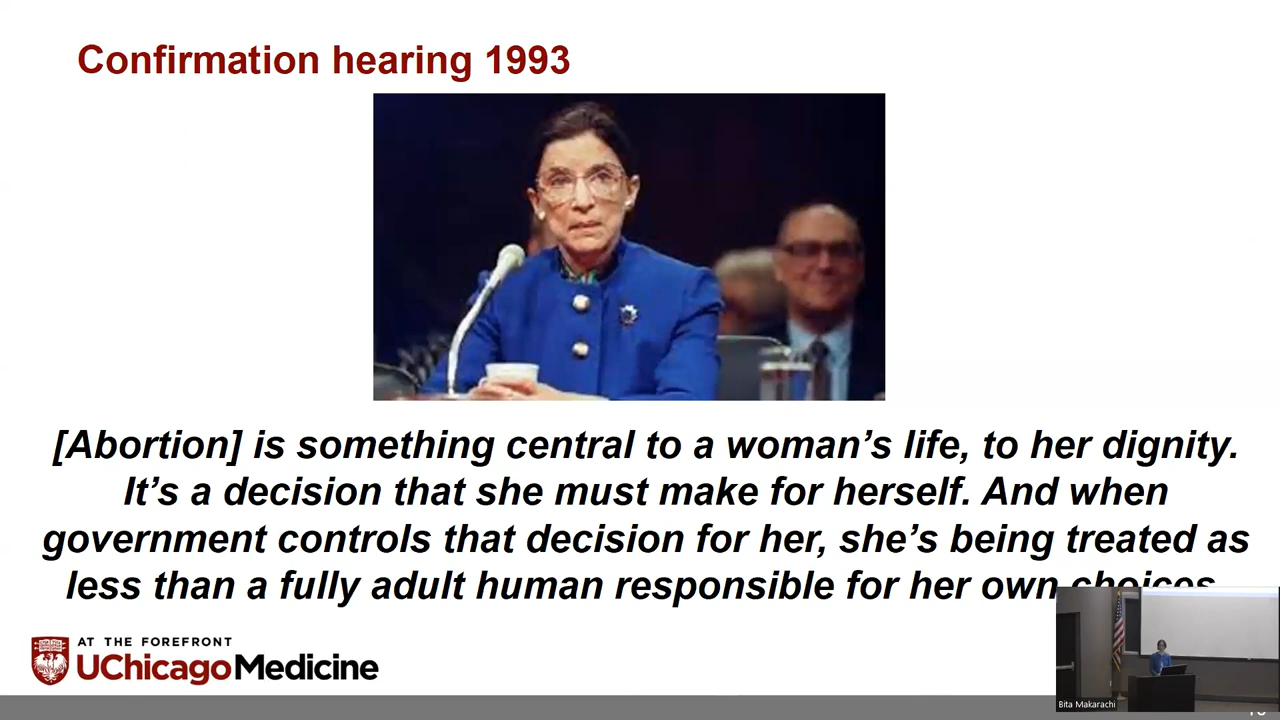 Confirmation hearing 1993
[Abortion] is something central to a woman’s life, to her dignity.
It’s a decision that she must make for herself. And when
government controls that decision for her, she’s being treated as
less than a fully adult human responsible for her own choices.
AT THE FOREFRONT
UChicagoMedicine
Bita Makarachi